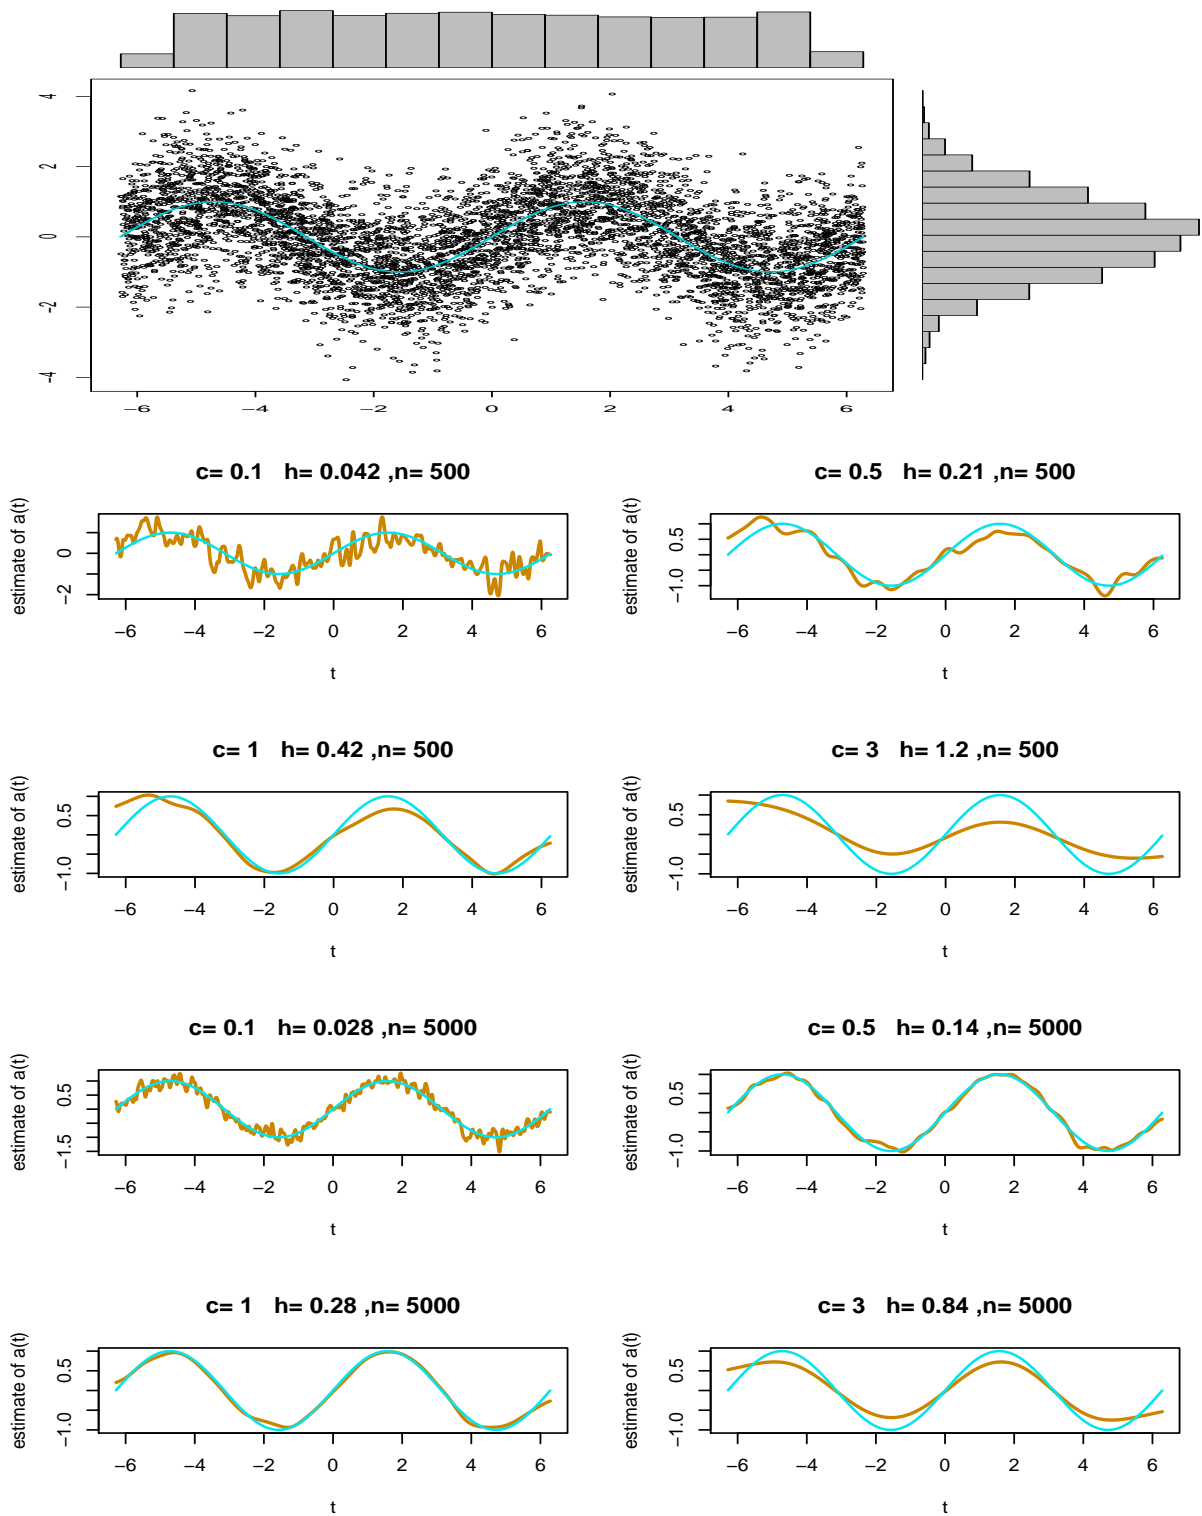 4
2
0
−2
−4
−6 −4 −2 0 2 4 6
c= 0.1 h= 0.042 ,n= 500
estimate of a(t)
0
−2
−6 −4 −2 0 2 4 6
t
c= 0.5 h= 0.21 ,n= 500
estimate of a(t)
0.5
−1.0
−6 −4 −2 0 2 4 6
t
c= 1 h= 0.42 ,n= 500
estimate of a(t)
0.5
−1.0
−6 −4 −2 0 2 4 6
t
c= 3 h= 1.2 ,n= 500
estimate of a(t)
0.5
−1.0
−6 −4 −2 0 2 4 6
t
c= 0.1 h= 0.028 ,n= 5000
estimate of a(t)
0.5
−1.5
−6 −4 −2 0 2 4 6
t
c= 0.5 h= 0.14 ,n= 5000
estimate of a(t)
0.5
−1.0
−6 −4 −2 0 2 4 6
t
c= 1 h= 0.28 ,n= 5000
estimate of a(t)
0.5
−1.0
−6 −4 −2 0 2 4 6
t
c= 3 h= 0.84 ,n= 5000
estimate of a(t)
0.5
−1.0
−6 −4 −2 0 2 4 6
t